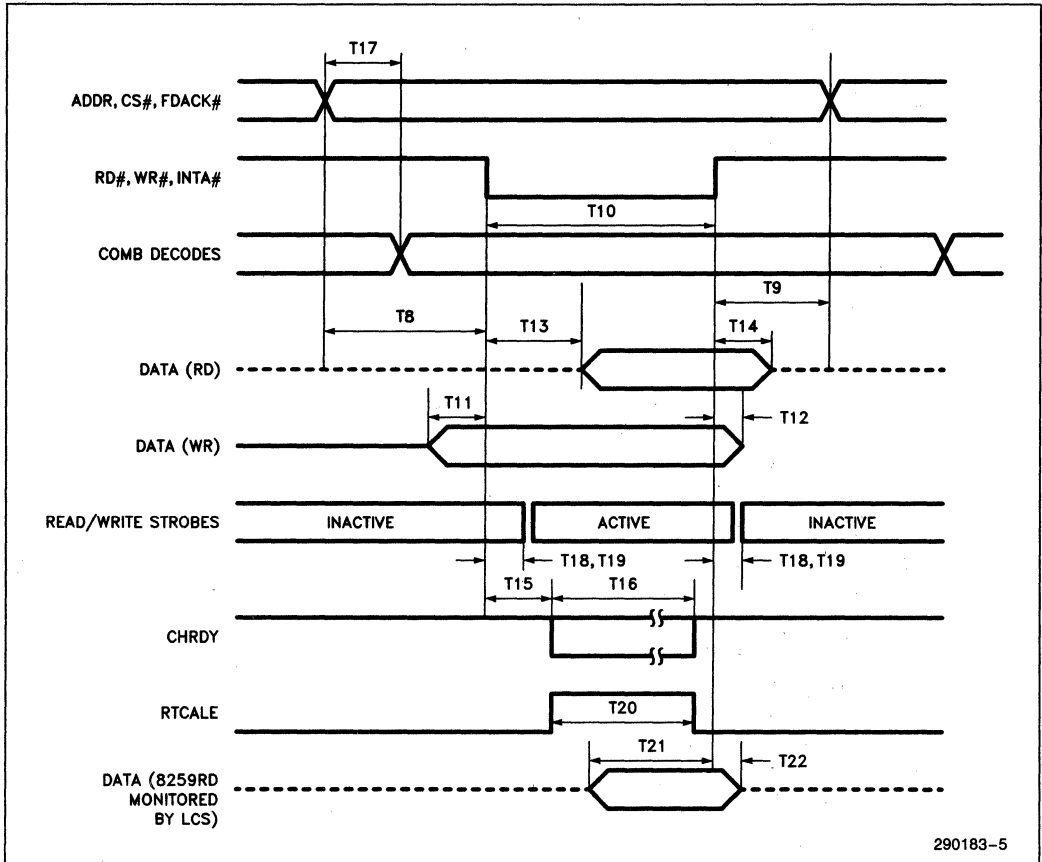 T17
ADDR, CS#, FDACK#
RD#, WR#, INTA#
T10
COMB DECODES
T9
T8
T13
T14
DATA (RD)
T11
T12
DATA (WR)
READ/WRITE STROBES
INACTIVE
ACTIVE
INACTIVE
T18, T19
T18, T19
T15
T16
CHRDY
RTCALE
T20
T21
T22
DATA (8259RD
MONITORED
BY LCS)
290183-5